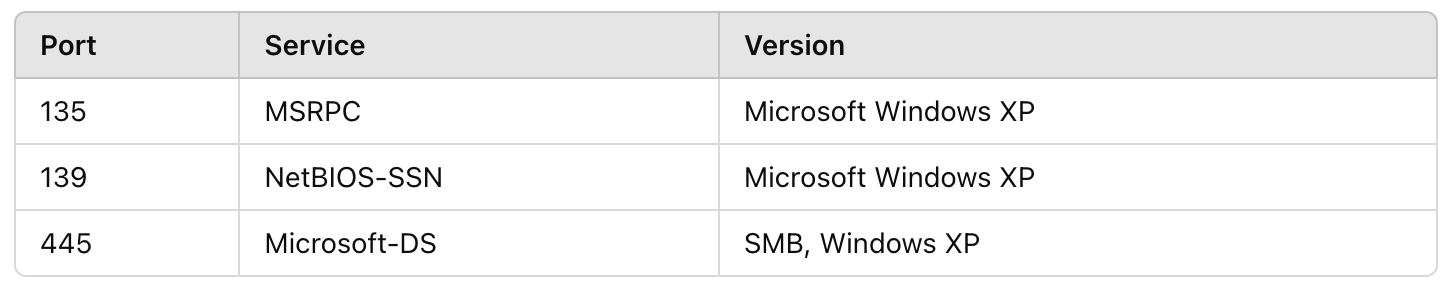 Port Service Version
135 MSRPC Microsoft Windows XP
139 NetBIOS-SSN Microsoft Windows XP
445 Microsoft-DS SMB, Windows XP